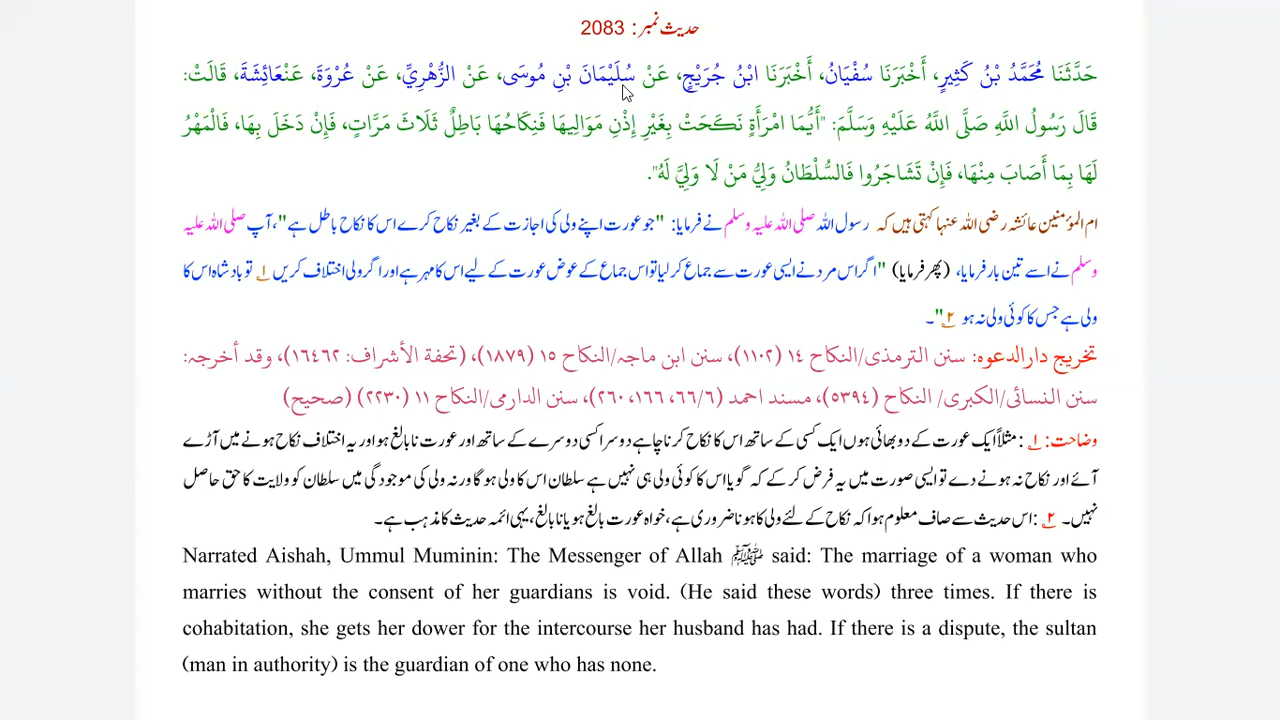 حدیث نمبر: 2083
حَدَّثَنَا مُحَمَّدُ بْنُ كَثِيرٍ، أَخْبَرَنَا سُفْيَانُ، أَخْبَرَنَا ابْنُ جُرَيْجٍ، عَنْ سُلَيْمَانَ بْنِ مُوسَى، عَنْ الزُّهْرِيِّ، عَنْ عُرْوَةَ، عَنْعَائِشَةَ، قَالَتْ:
قَالَ رَسُولُ اللَّهِ صَلَّى اللَّهُ عَلَيْهِ وَسَلَّمَ: "أَيُّمَا امْرَأَةٍ نَكَحَتْ بِغَيْرِ إِذْنِ مَوَالِيهَا فَنِكَاحُهَا بَاطِلٌ ثَلَاثَ مَرَّاتٍ، فَإِنْ دَخَلَ بِهَا، فَالْمَهْرُ
لَهَا بِمَا أَصَابَ مِنْهَا، فَإِنْ تَشَاجَرُوا فَالسُّلْطَانُ وَلِيُّ مَنْ لَا وَلِيَّ لَهُ".
ام المؤمنین عائشہ رضی اللہ عنہا کہتی ہیں کہ رسول اللہ صلی اللہ علیہ وسلم نے فرمایا: "جو عورت اپنے ولی کی اجازت کے بغیر نکاح کرے اس کا نکاح باطل ہے"، آپ صلی اللہ علیہ
وسلم نے اسے تین بار فرمایا، (پھر فرمایا) "اگر اس مرد نے ایسی عورت سے جماع کر لیا تو اس جماع کے عوض عورت کے لیے اس کا مہر ہے اور اگر ولی اختلاف کریں ۱؎ تو بادشاہ اس کا
ولی ہے جس کا کوئی ولی نہ ہو ۲؎"۔
تخریج دارالدعوہ: سنن الترمذی/النکاح ۱۴ (۱۱۰۲)، سنن ابن ماجہ/النکاح ۱۵ (۱۸۷۹)، (تحفة الأشراف: ۱۶۴۶۲)، وقد أخرجہ:
سنن النسائی/الکبری/ النکاح (۵۳۹۴)، مسند احمد (۶/۶۶، ۱۶۶، ۲۶۰)، سنن الدارمی/النکاح ۱۱ (۲۲۳۰) (صحیح)
وضاحت: ۱؎ : مثلاً ایک عورت کے دو بھائی ہوں ایک کسی کے ساتھ اس کا نکاح کرنا چاہے دوسرا کسی دوسرے کے ساتھ اور عورت نابالغ ہو اور یہ اختلاف نکاح ہونے میں آڑے
آئے اور نکاح نہ ہونے دے تو ایسی صورت میں یہ فرض کر کے کہ گویا اس کا کوئی ولی ہی نہیں ہے سلطان اس کا ولی ہو گا ورنہ ولی کی موجودگی میں سلطان کو ولایت کا حق حاصل
نہیں۔ ۲؎ : اس حدیث سے صاف معلوم ہوا کہ نکاح کے لئے ولی کا ہونا ضروری ہے، خواہ عورت بالغ ہو یا نابالغ، یہی ائمہ حدیث کا مذہب ہے۔
Narrated Aishah, Ummul Muminin: The Messenger of Allah ﷺ said: The marriage of a woman who
marries without the consent of her guardians is void. (He said these words) three times. If there is
cohabitation, she gets her dower for the intercourse her husband has had. If there is a dispute, the sultan
(man in authority) is the guardian of one who has none.